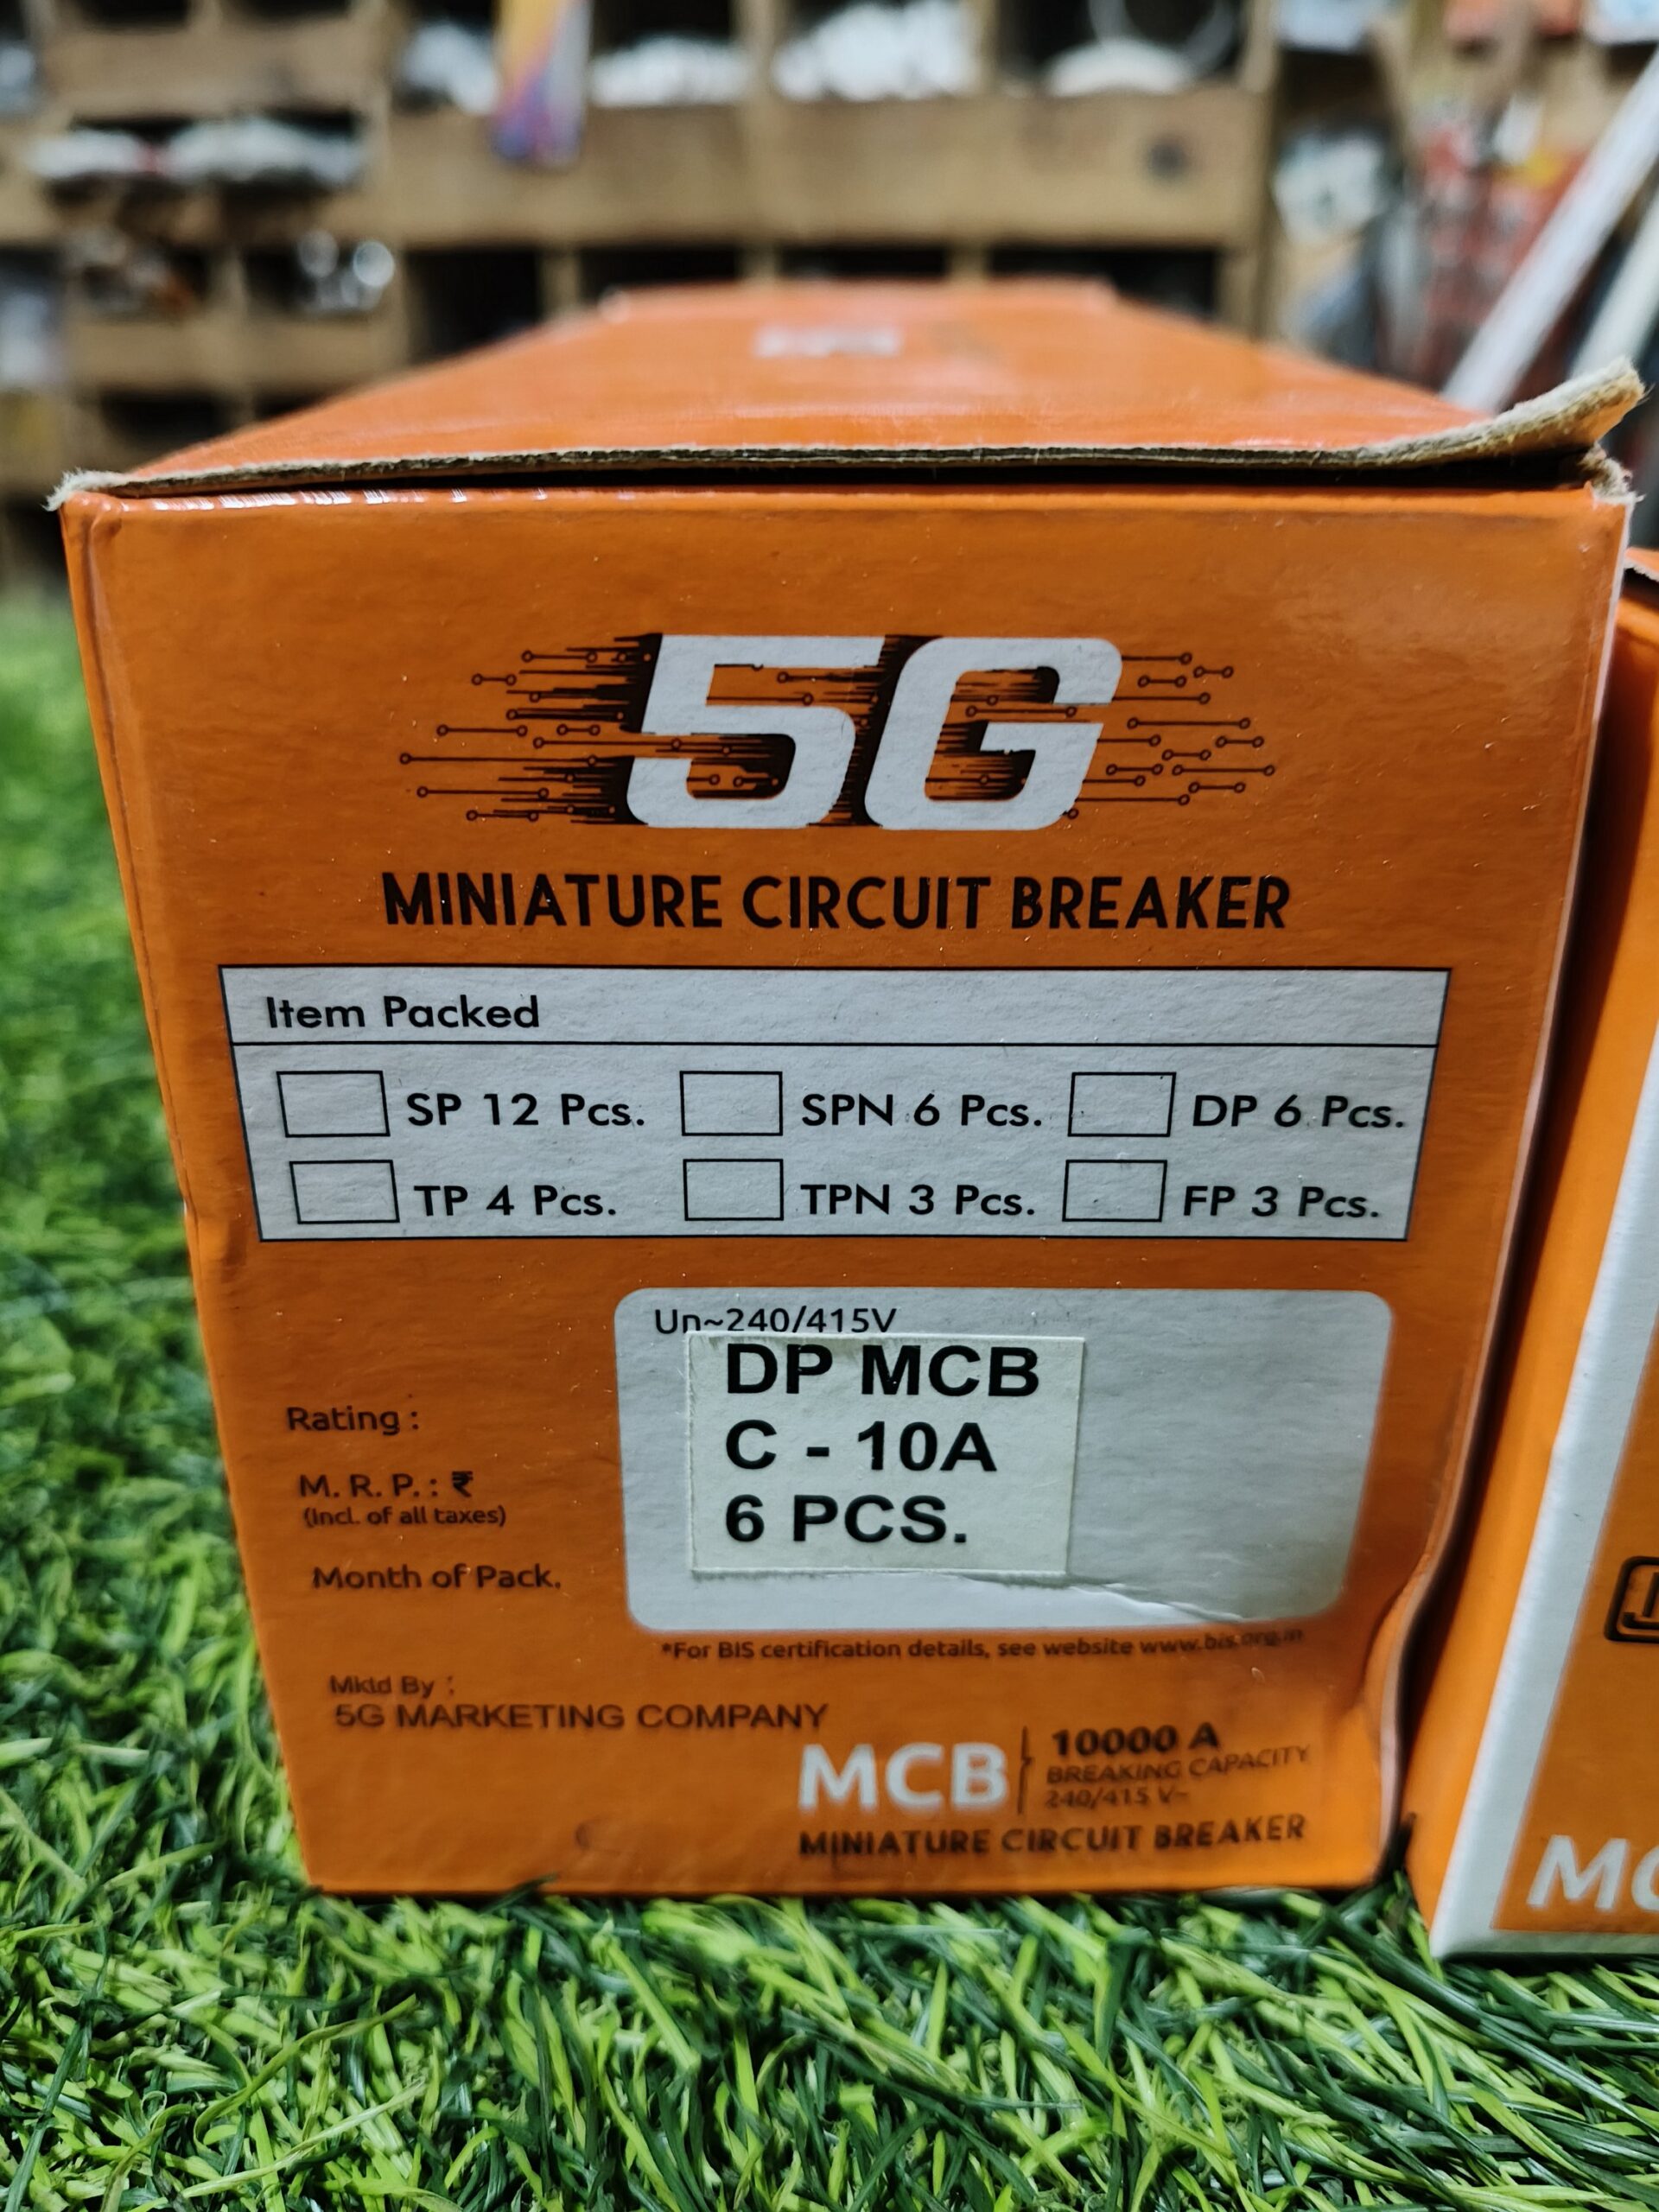 5G
MINIATURE CIRCUIT BREAKER
Item Packed
SP 12 Pcs. SPN 6 Pcs. DP 6 Pcs.
TP 4 Pcs. TPN 3 Pcs. FP 3 Pcs.
Un~240/415V
DP MCB
C - 10A
6 PCS.
Rating :
M. R. P. : ₹
(Incl. of all taxes)
Month of Pack.
*For BIS certification details, see website www.bis.org.in
Mktd By :
5G MARKETING COMPANY
MCB
10000 A
BREAKING CAPACITY
240/415 V~
MINIATURE CIRCUIT BREAKER